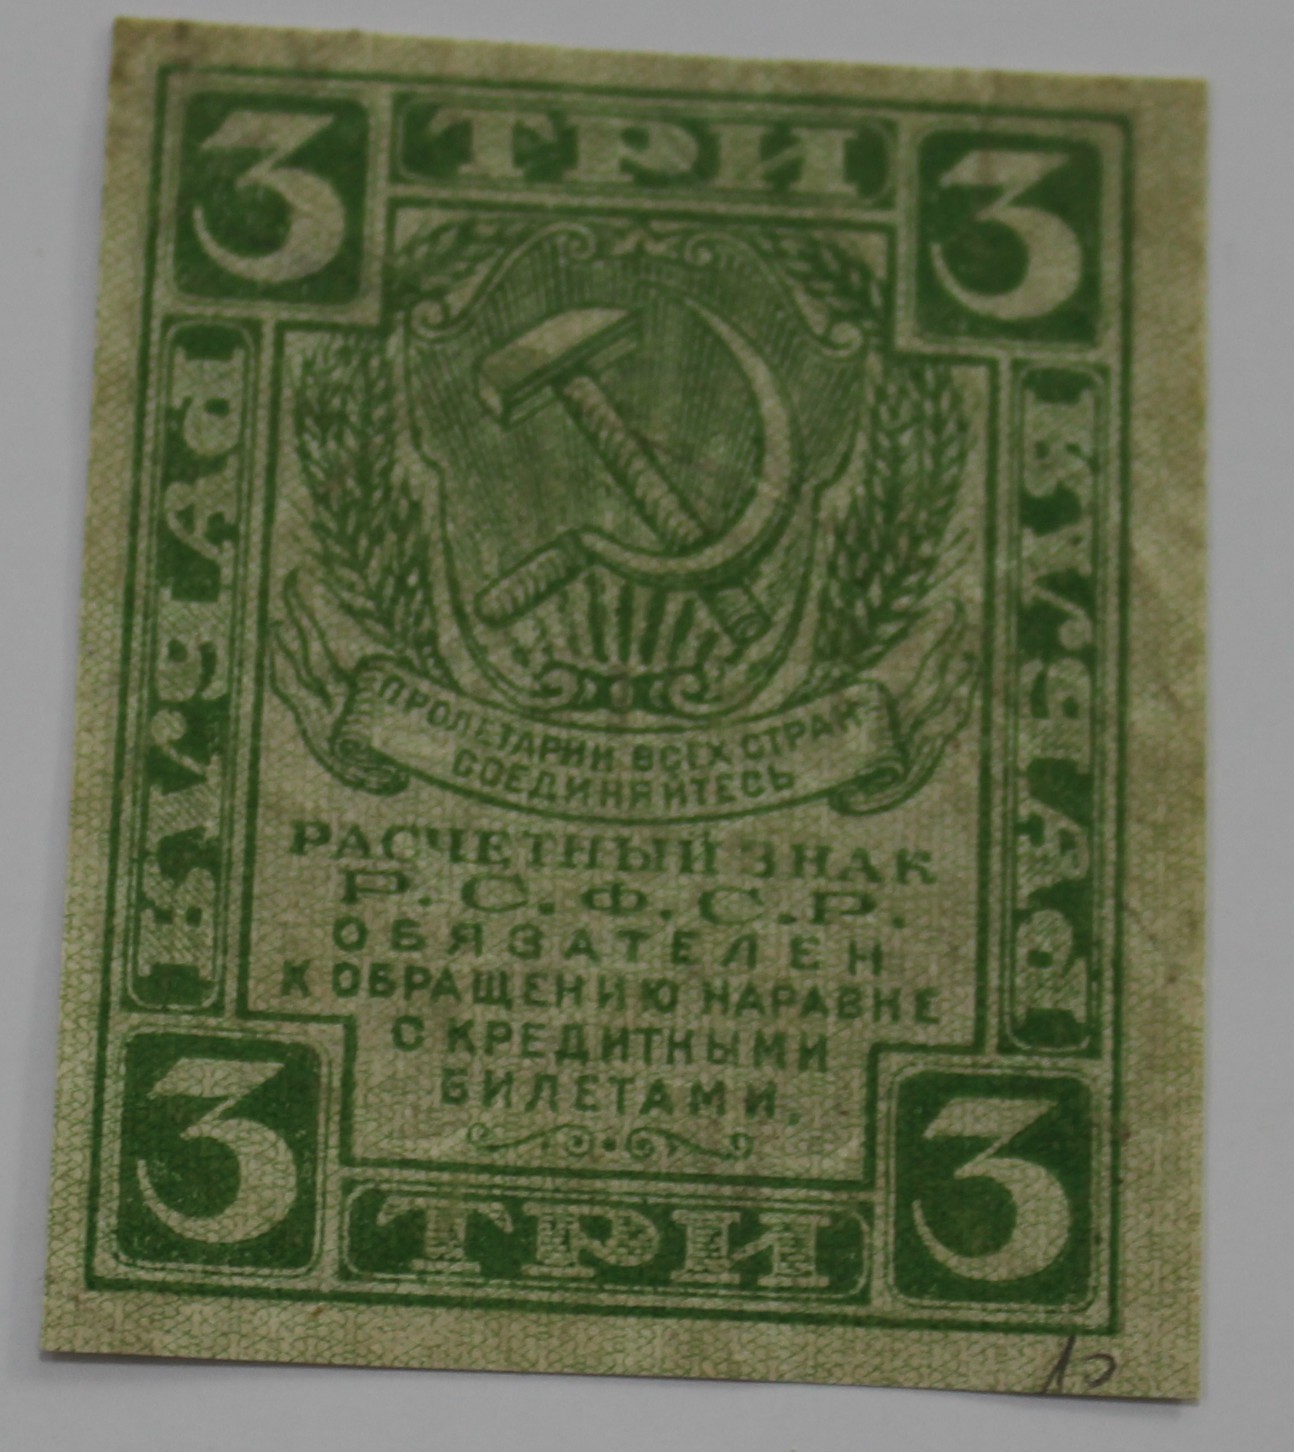 3 ТРИ 3
Рубля
Рубля
ПРОЛЕТАРИИ ВСЕХ СТРАН
СОЕДИНЯЙТЕСЬ
РАСЧЕТНЫЙ ЗНАК
Р.С.Ф.С.Р.
ОБЯЗАТЕЛЕН
К ОБРАЩЕНИЮ НАРАВНЕ
С КРЕДИТНЫМИ
БИЛЕТАМИ.
3 ТРИ 3
10